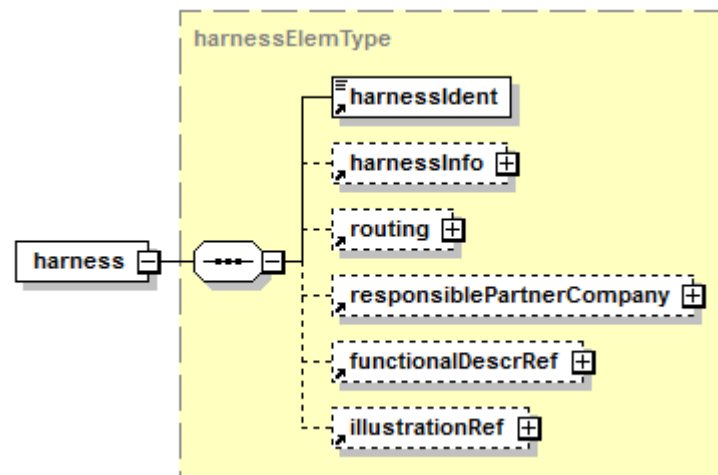 harnessElemType
harnessIdent
harnessInfo
routing
harness
responsiblePartnerCompany
functionalDescrRef
illustrationRef